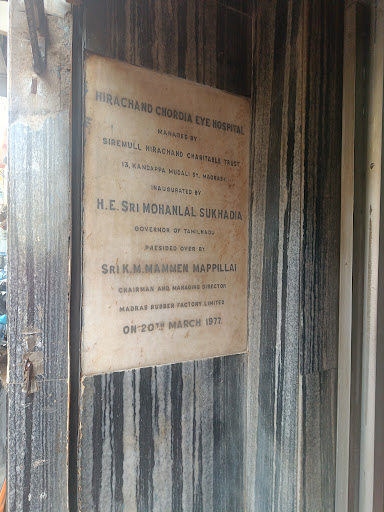 HIRACHAND CHORDIA EYE HOSPITAL
MANAGED BY
SIREMULL HIRACHAND CHARITABLE TRUST
13, KANDAPPA MUDALI ST. MADRAS
INAUGURATED BY
H.E. SRI MOHANLAL SUKHADIA
GOVERNOR OF TAMILNADU
PRESIDED OVER BY
SRI K.M.MAMMEN MAPPILLAI
CHAIRMAN AND MANAGING DIRECTOR
MADRAS RUBBER FACTORY LIMITED
ON 20TH MARCH 1977